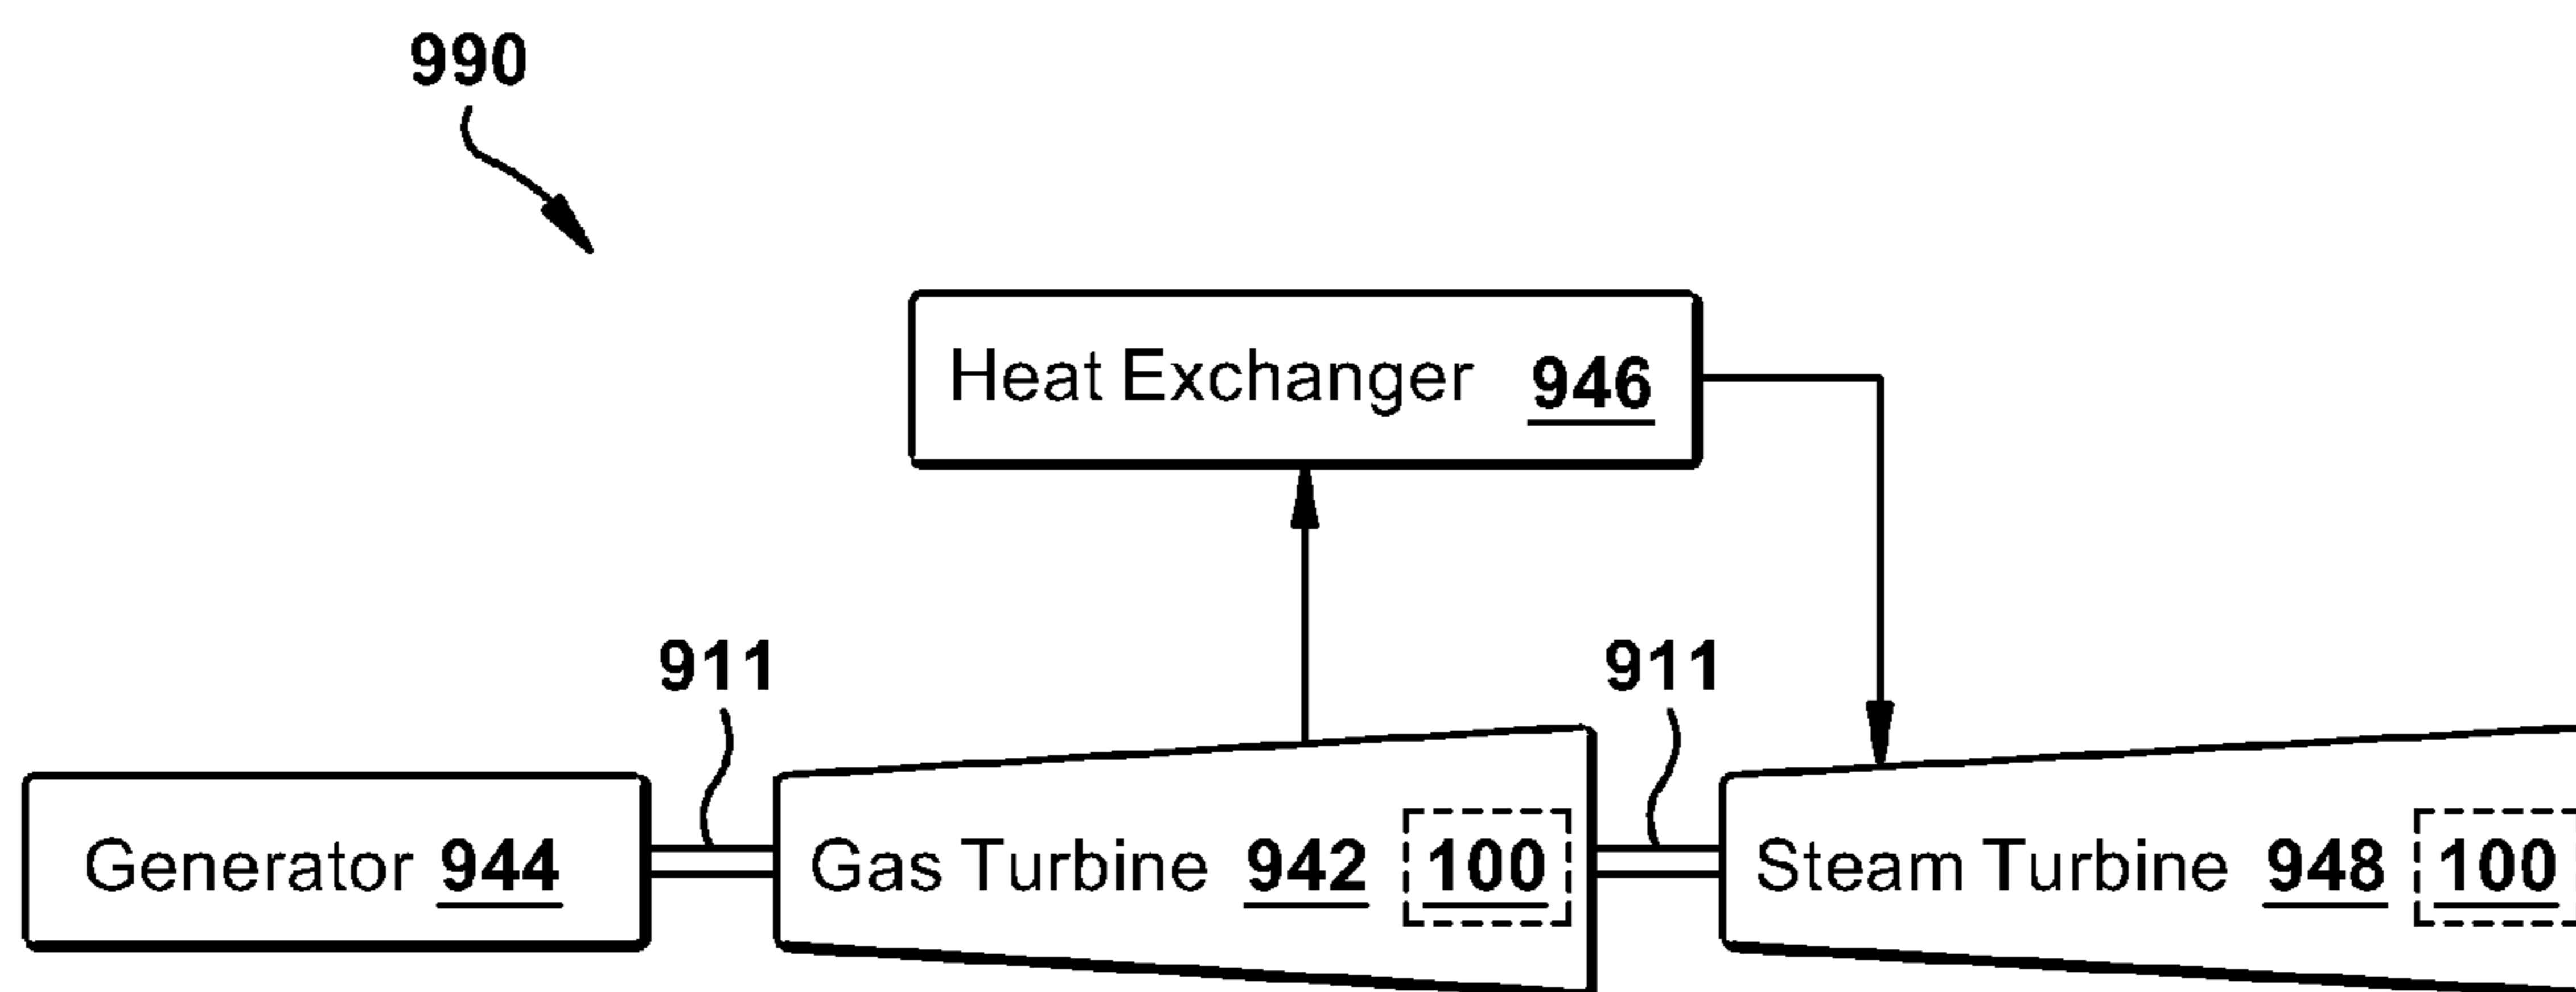 990
Heat Exchanger 946
911
911
Generator 944
Gas Turbine 942 100
Steam Turbine 948 100